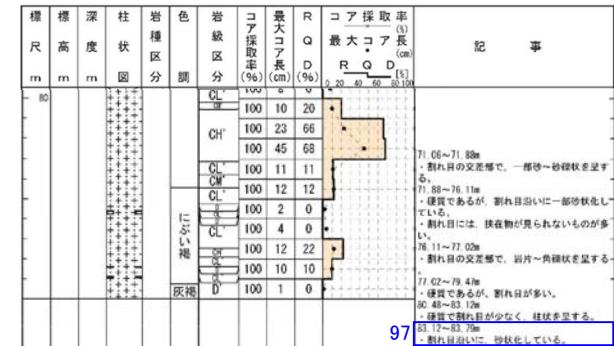 標尺 m
標高 m
深度 m
柱状図
岩種区分
色調
岩級区分
コア採取率(%)
最大コア長(cm)
RQD(%)
コア採取率(%)
最大コア長(cm)
RQD[%]
0 20 40 60 80 100
記事
80
CL'
100 10 20
CH'
100 23 66
100 45 68
CL'
100 11 11
CM'
100 12 12
CL'
100 2 0
CL'
100 4 0
CH'
100 12 22
CL'
100 10 10
D'
100 1 0
にぶい褐
灰褐
71.06～71.88m
・割れ目の交差部で、一部砂～砂礫状を呈する。
71.88～76.11m
・硬質であるが、割れ目沿いに一部砂状化している。
・割れ目には、挟在物が見られないものが多い。
76.11～77.02m
・割れ目の交差部で、岩片～角礫状を呈する。
77.02～79.47m
・硬質であるが、割れ目が多い。
80.48～83.12m
・硬質で割れ目が少なく、柱状を呈する。
97
83.12～83.79m
・割れ目沿いに、砂状化している。